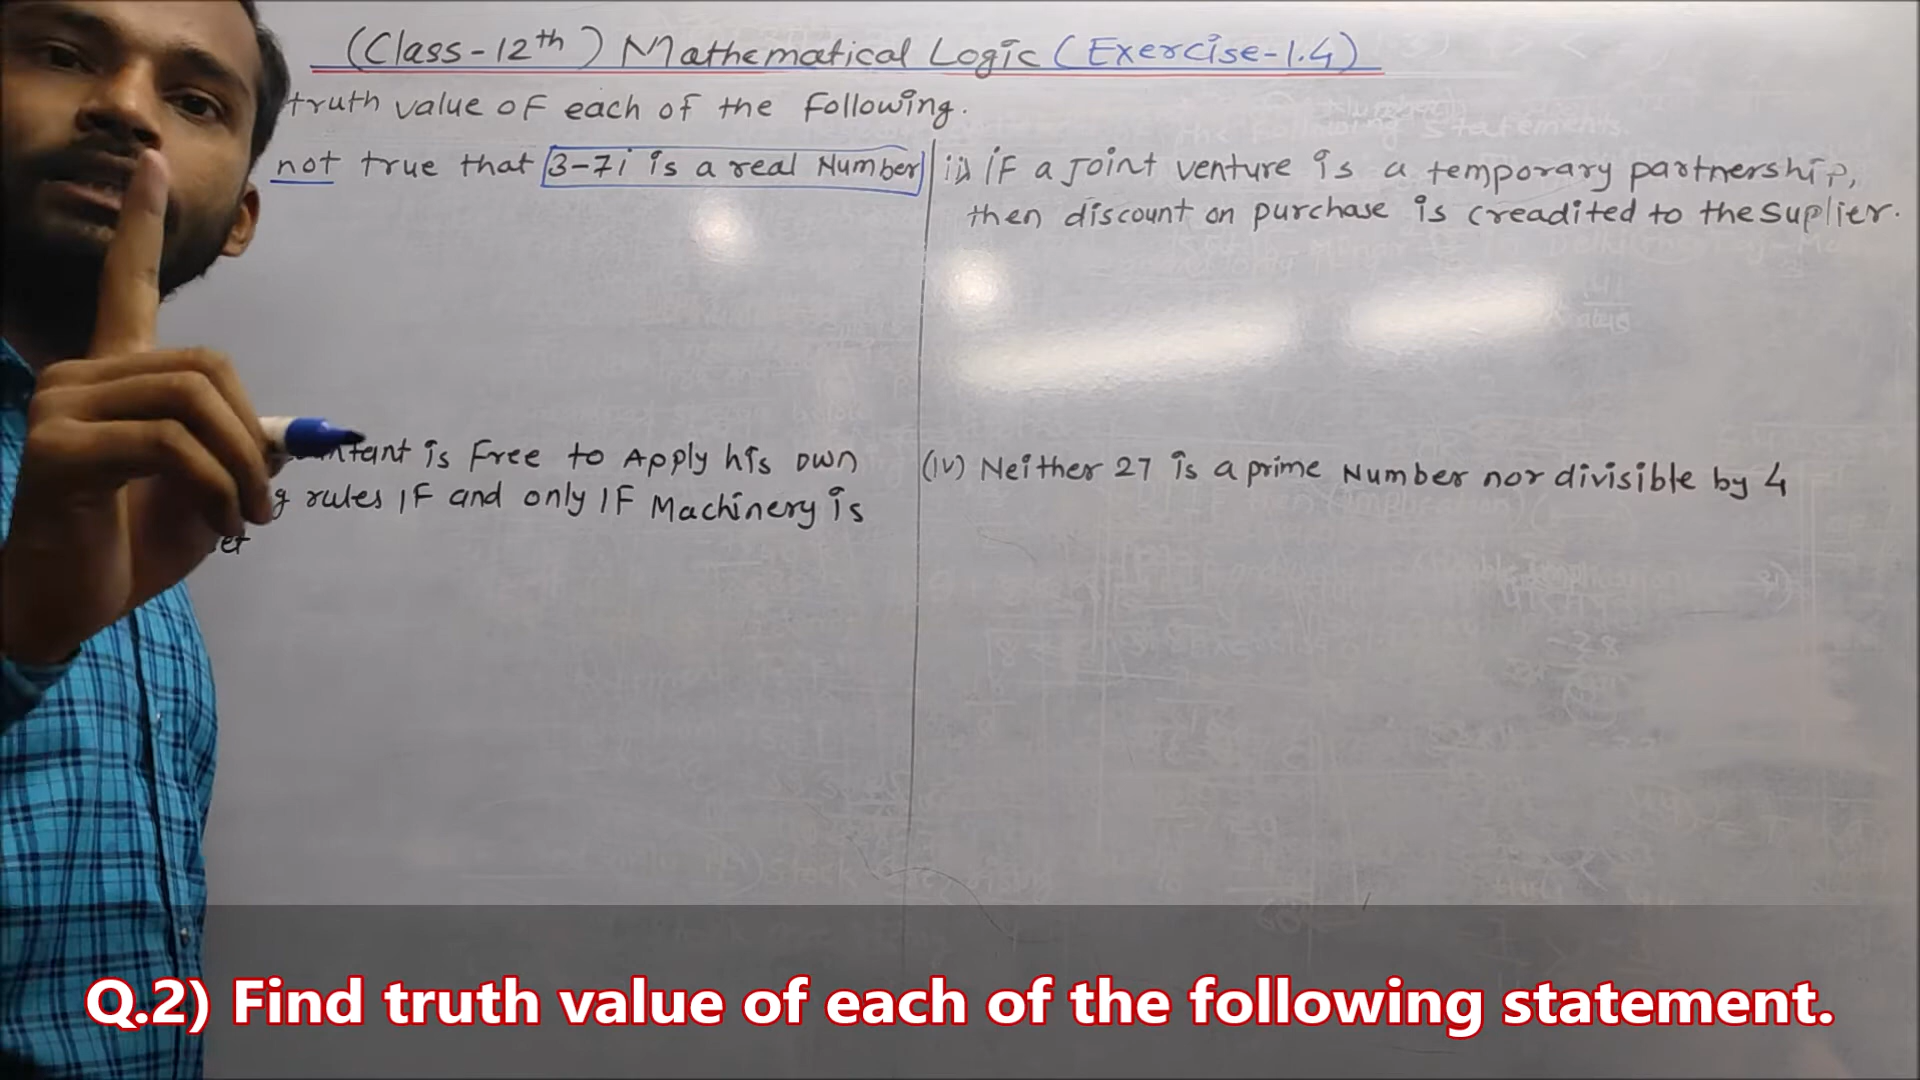 (Class-12th) Mathematical Logic (Exercise-1.4)
truth value of each of the following.
not true that 3-7i is a real Number
ii) IF a Joint venture is a temporary partnership,
then discount on purchase is creadited to the Suplier.
is Free to Apply his own
rules IF and only IF Machinery is
(iv) Neither 27 is a prime Number nor divisible by 4
Q.2) Find truth value of each of the following statement.